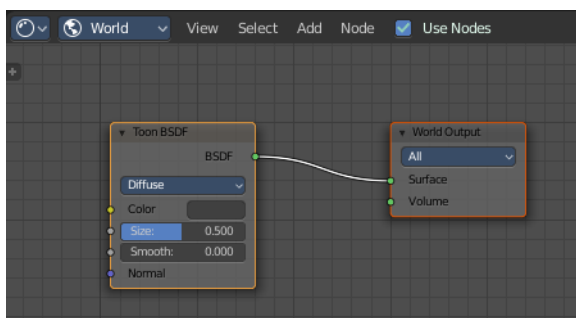 World View Select Add Node Use Nodes
Toon BSDF
BSDF
Diffuse
Color
Size: 0.500
Smooth: 0.000
Normal
World Output
All
Surface
Volume